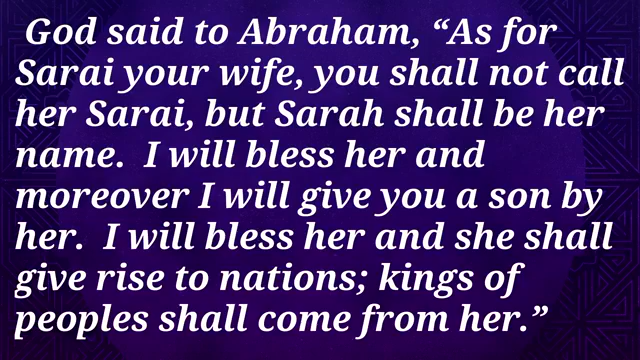 God said to Abraham, “As for
Sarai your wife, you shall not call
her Sarai, but Sarah shall be her
name.  I will bless her and
moreover I will give you a son by
her.  I will bless her and she shall
give rise to nations; kings of
peoples shall come from her.”